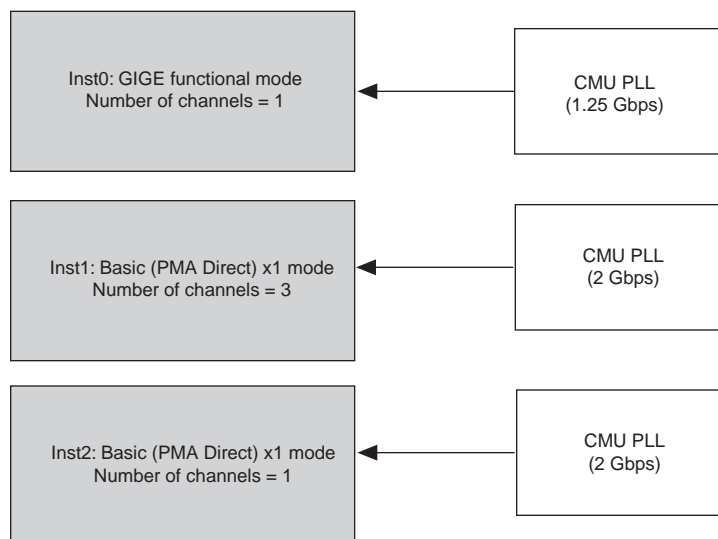 Inst0: GIGE functional mode
Number of channels = 1
CMU PLL
(1.25 Gbps)
Inst1: Basic (PMA Direct) x1 mode
Number of channels = 3
CMU PLL
(2 Gbps)
Inst2: Basic (PMA Direct) x1 mode
Number of channels = 1
CMU PLL
(2 Gbps)